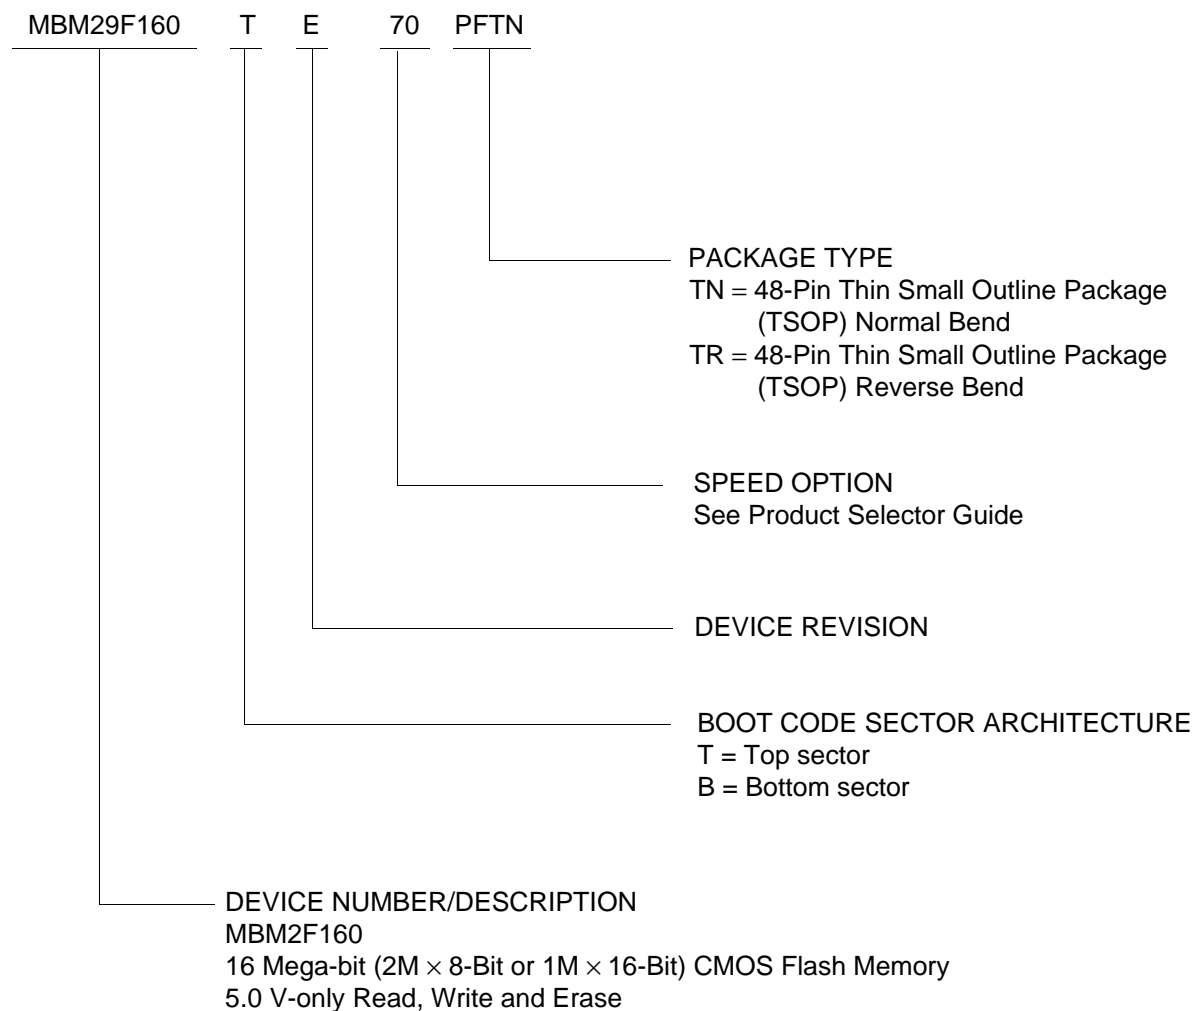 MBM29F160 T E 70 PFTN
PACKAGE TYPE
TN = 48-Pin Thin Small Outline Package
(TSOP) Normal Bend
TR = 48-Pin Thin Small Outline Package
(TSOP) Reverse Bend
SPEED OPTION
See Product Selector Guide
DEVICE REVISION
BOOT CODE SECTOR ARCHITECTURE
T = Top sector
B = Bottom sector
DEVICE NUMBER/DESCRIPTION
MBM2F160
16 Mega-bit (2M × 8-Bit or 1M × 16-Bit) CMOS Flash Memory
5.0 V-only Read, Write and Erase